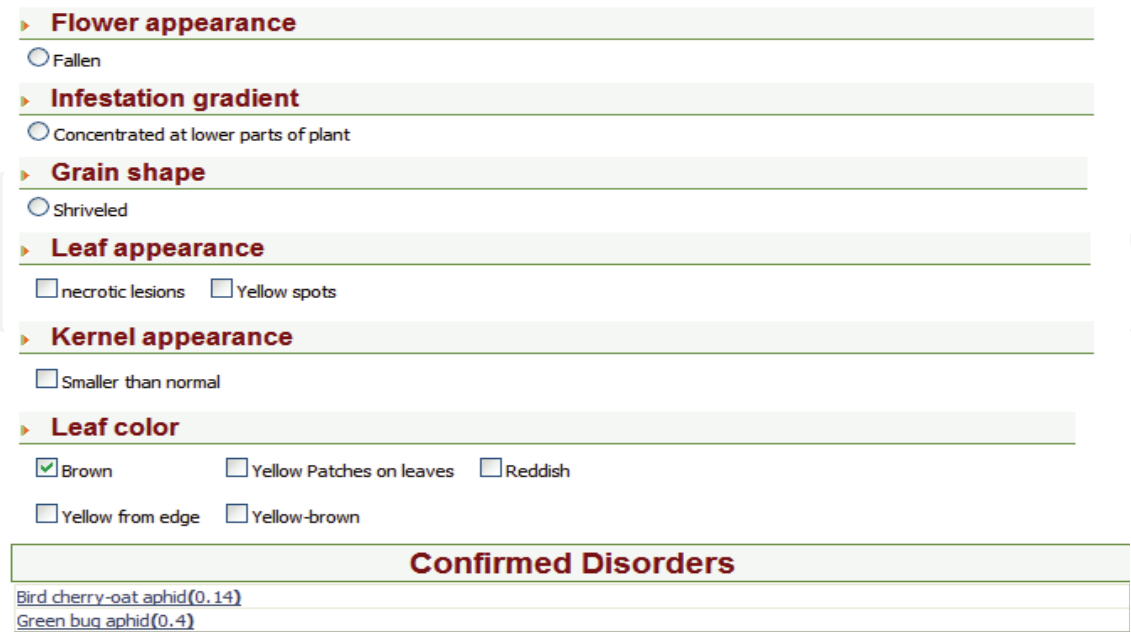 Flower appearance
Fallen
Infestation gradient
Concentrated at lower parts of plant
Grain shape
Shriveled
Leaf appearance
necrotic lesions Yellow spots
Kernel appearance
Smaller than normal
Leaf color
Brown Yellow Patches on leaves Reddish
Yellow from edge Yellow-brown
Confirmed Disorders
Bird cherry-oat aphid(0.14)
Green bug aphid(0.4)